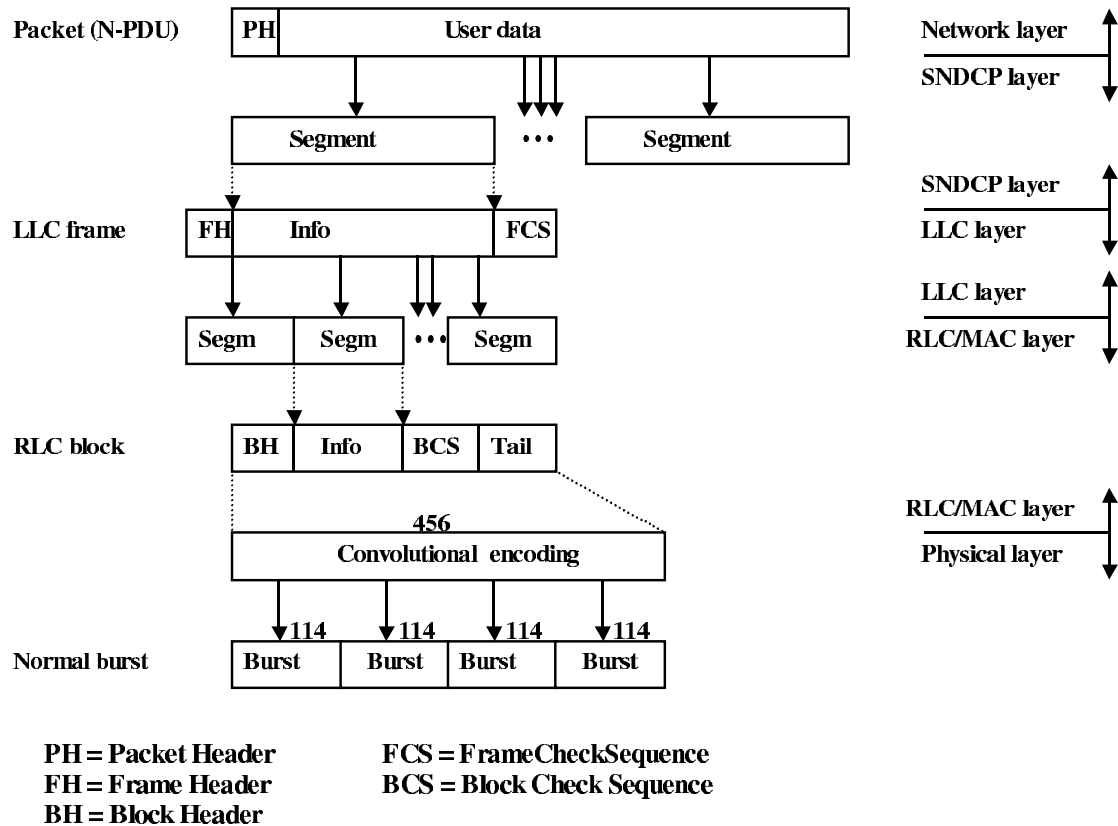 Packet (N-PDU) PH User data Network layer
SNDCP layer
Segment ••• Segment
SNDCP layer
LLC frame FH Info FCS LLC layer
LLC layer
Segm Segm ••• Segm RLC/MAC layer
RLC block BH Info BCS Tail
RLC/MAC layer
456
Convolutional encoding Physical layer
114 114 114 114
Normal burst Burst Burst Burst Burst
PH = Packet Header FCS = FrameCheckSequence
FH = Frame Header BCS = Block Check Sequence
BH = Block Header